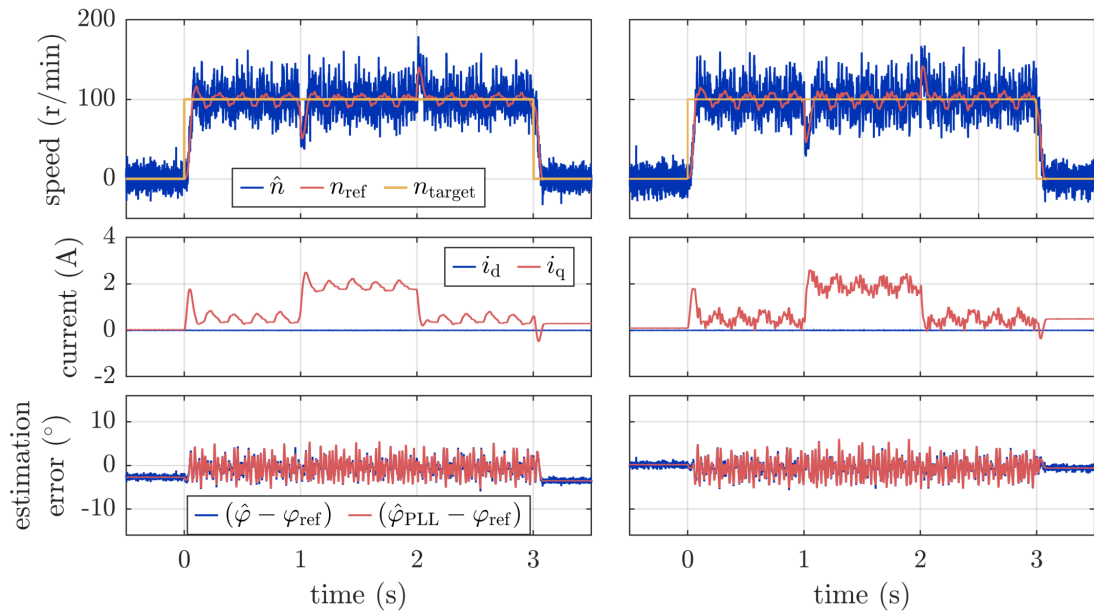 200
100
0
speed (r/min)
n̂ n_ref n_target
4
2
0
-2
current (A)
i_d i_q
10
0
-10
estimation
error (°)
(φ̂ − φ_ref) (φ̂_PLL − φ_ref)
0 1 2 3
time (s)
0 1 2 3
time (s)